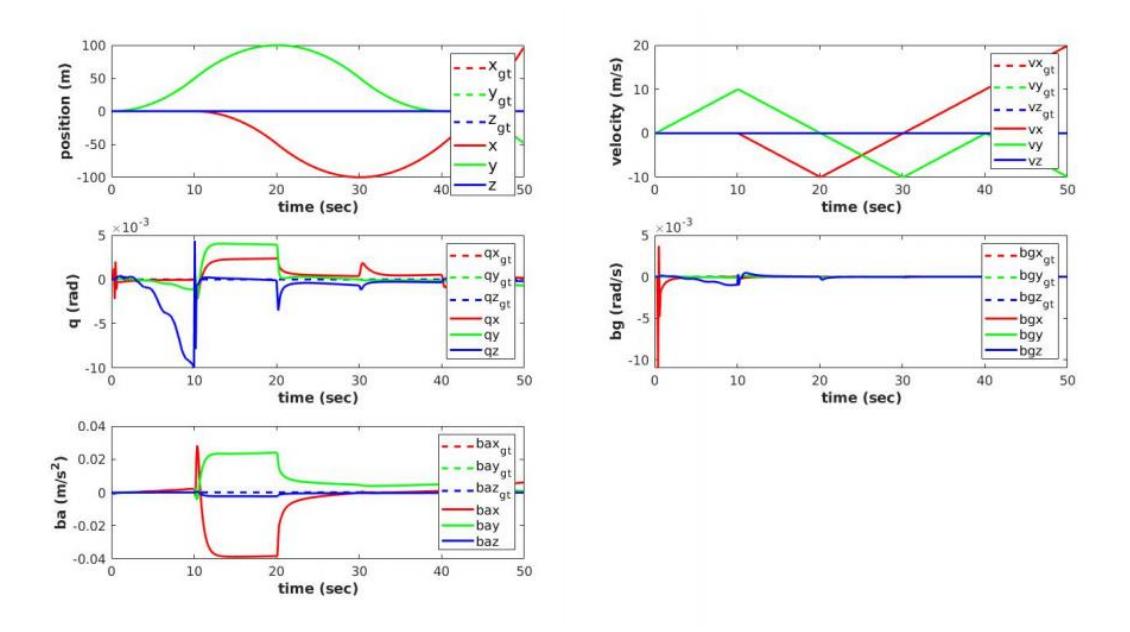 position (m)
100
50
0
-50
-100
0 10 20 30 40 50
time (sec)
x_gt
y_gt
z_gt
x
y
z
velocity (m/s)
20
10
0
-10
0 10 20 30 40 50
time (sec)
vx_gt
vy_gt
vz_gt
vx
vy
vz
q (rad)
×10^-3
5
0
-5
-10
0 10 20 30 40 50
time (sec)
qx_gt
qy_gt
qz_gt
qx
qy
qz
bg (rad/s)
×10^-3
5
0
-5
-10
0 10 20 30 40 50
time (sec)
bgx_gt
bgy_gt
bgz_gt
bgx
bgy
bgz
ba (m/s²)
0.04
0.02
0
-0.02
-0.04
0 10 20 30 40 50
time (sec)
bax_gt
bay_gt
baz_gt
bax
bay
baz